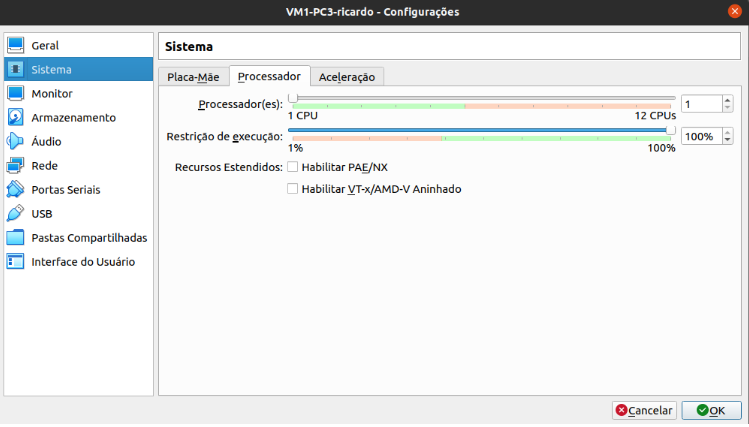 VM1-PC3-ricardo - Configurações
Geral
Sistema
Monitor
Armazenamento
Áudio
Rede
Portas Seriais
USB
Pastas Compartilhadas
Interface do Usuário
Sistema
Placa-Mãe Processador Aceleração
Processador(es): 1
1 CPU 12 CPUs
Restrição de execução: 100%
1% 100%
Recursos Estendidos: Habilitar PAE/NX
Habilitar VT-x/AMD-V Aninhado
Cancelar OK